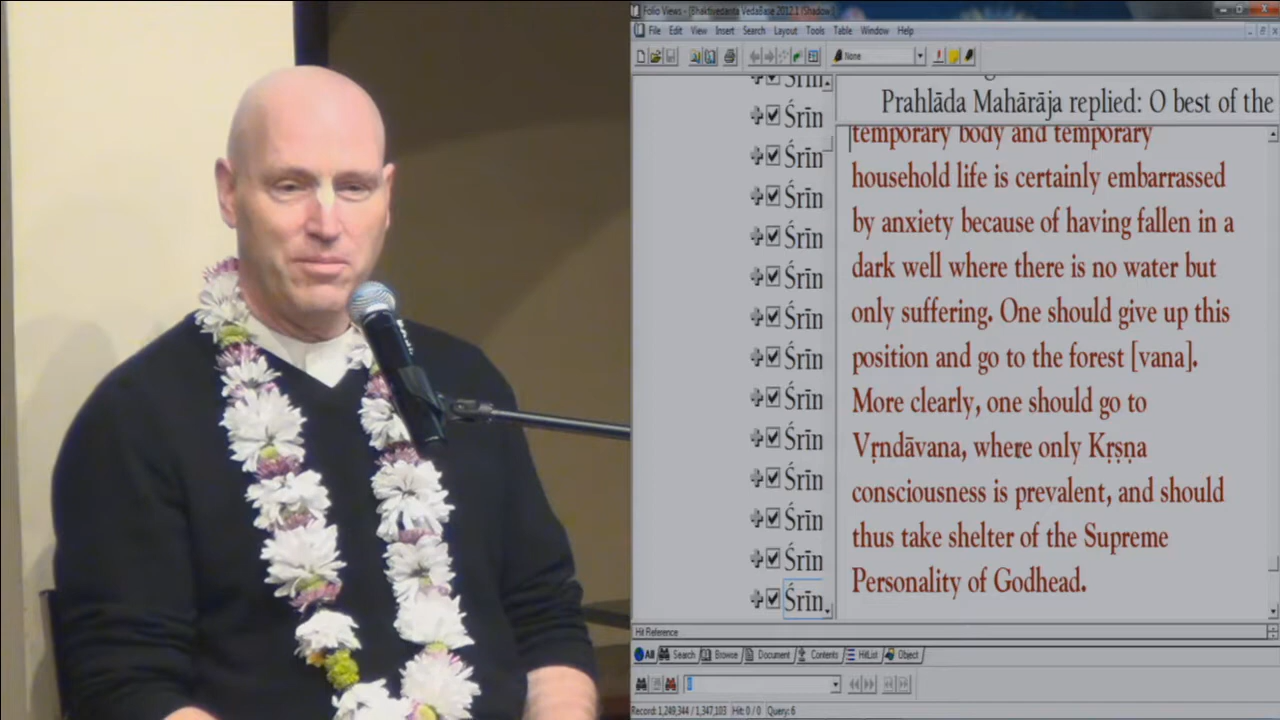 Folio Views - [Bhaktivedanta VedaBase 2012.1 (Shadow)]
File Edit View Insert Search Layout Tools Table Window Help
None
Prahlāda Mahārāja replied: O best of the
temporary body and temporary
household life is certainly embarrassed
by anxiety because of having fallen in a
dark well where there is no water but
only suffering. One should give up this
position and go to the forest [vana].
More clearly, one should go to
Vṛndāvana, where only Kṛṣṇa
consciousness is prevalent, and should
thus take shelter of the Supreme
Personality of Godhead.
Śrīn
Śrīn
Śrīn
Śrīn
Śrīn
Śrīn
Śrīn
Śrīn
Śrīn
Śrīn
Śrīn
Śrīn
Śrīn
Hit Reference
All Search Browse Document Contents HitList Object
Record: 1,249,344 / 1,347,103 Hit: 0 / 0 Query: 6